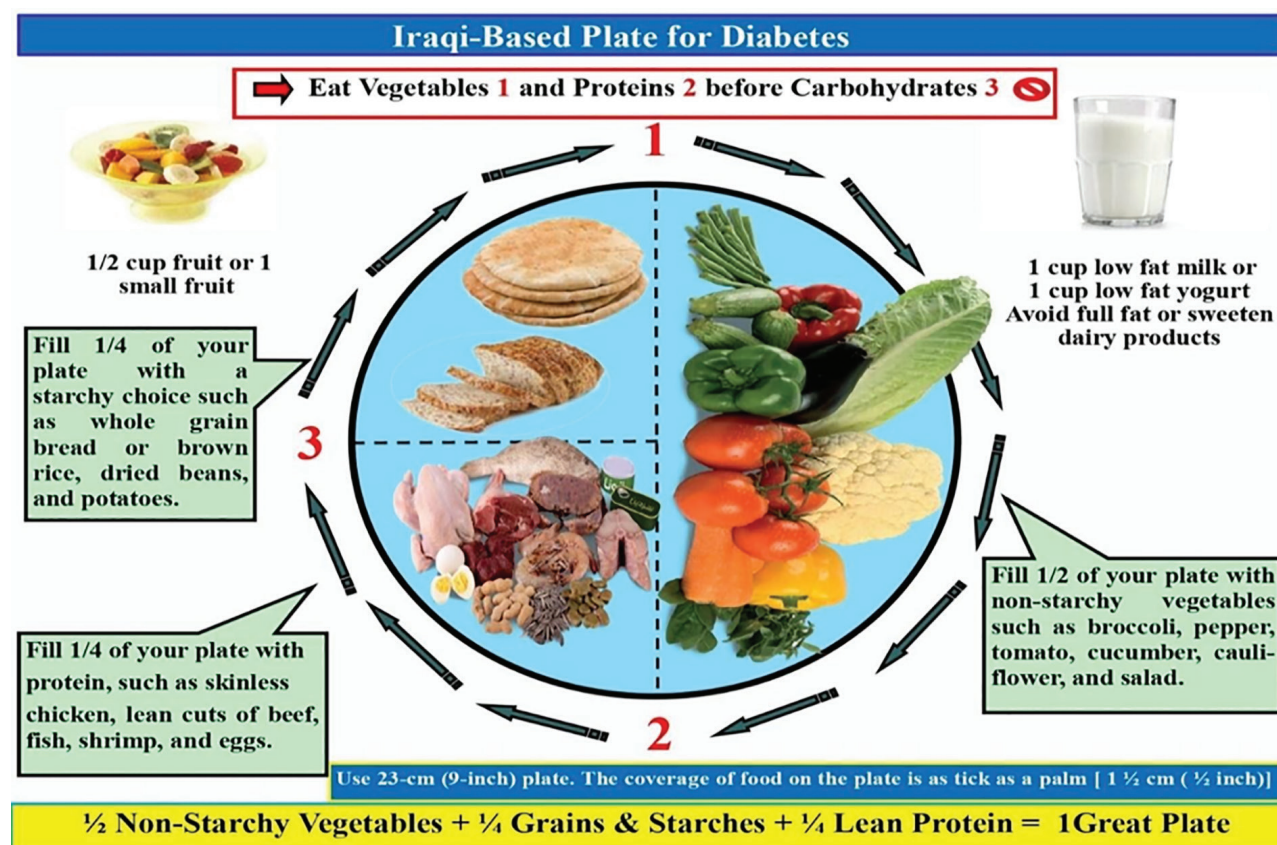 Iraqi-Based Plate for Diabetes
Eat Vegetables 1 and Proteins 2 before Carbohydrates 3
1
1/2 cup fruit or 1
small fruit
1 cup low fat milk or
1 cup low fat yogurt
Avoid full fat or sweeten
dairy products
Fill 1/4 of your
plate with a
starchy choice such
as whole grain
bread or brown
rice, dried beans,
and potatoes.
3
Fill 1/2 of your plate with
non-starchy vegetables
such as broccoli, pepper,
tomato, cucumber, cauli-
flower, and salad.
Fill 1/4 of your plate with
protein, such as skinless
chicken, lean cuts of beef,
fish, shrimp, and eggs.
2
Use 23-cm (9-inch) plate. The coverage of food on the plate is as tick as a palm [ 1 ½ cm ( ½ inch)]
½ Non-Starchy Vegetables + ¼ Grains & Starches + ¼ Lean Protein = 1Great Plate